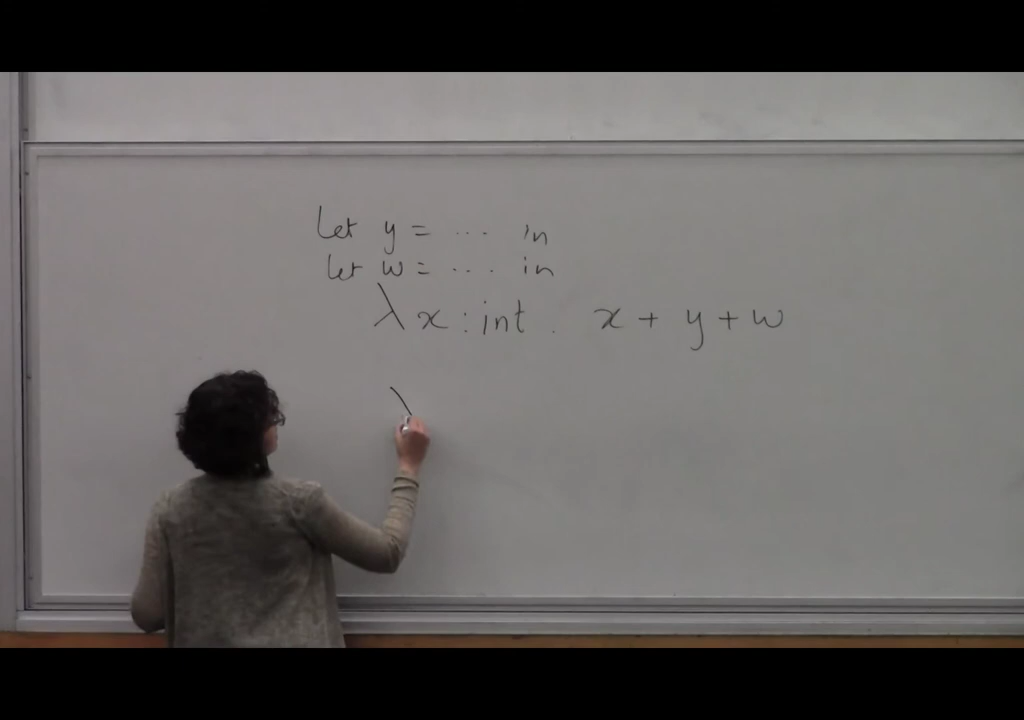 Let y = ... in
let w = .... in
λx : int . x + y + w